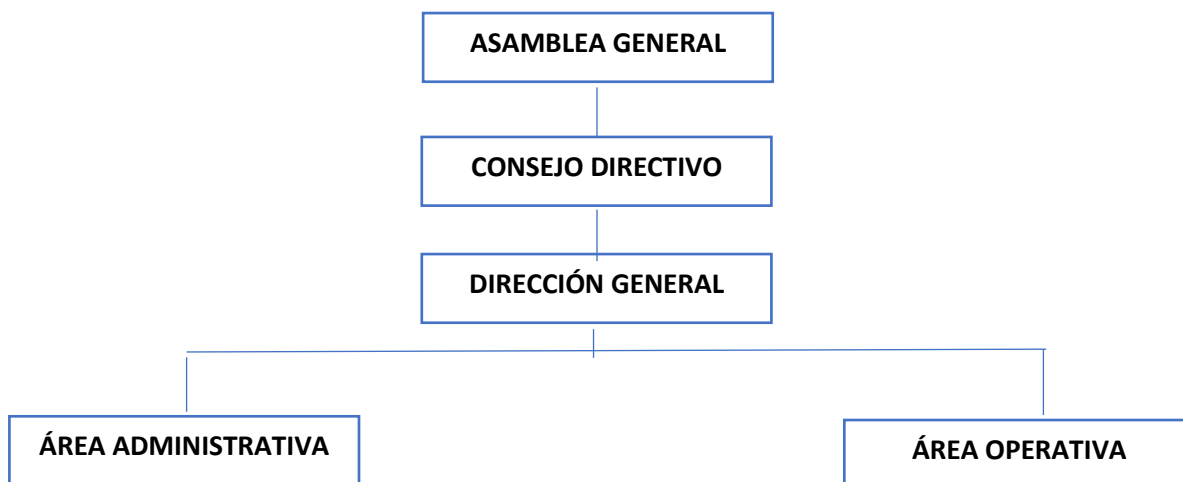 ASAMBLEA GENERAL
CONSEJO DIRECTIVO
DIRECCIÓN GENERAL
ÁREA ADMINISTRATIVA
ÁREA OPERATIVA